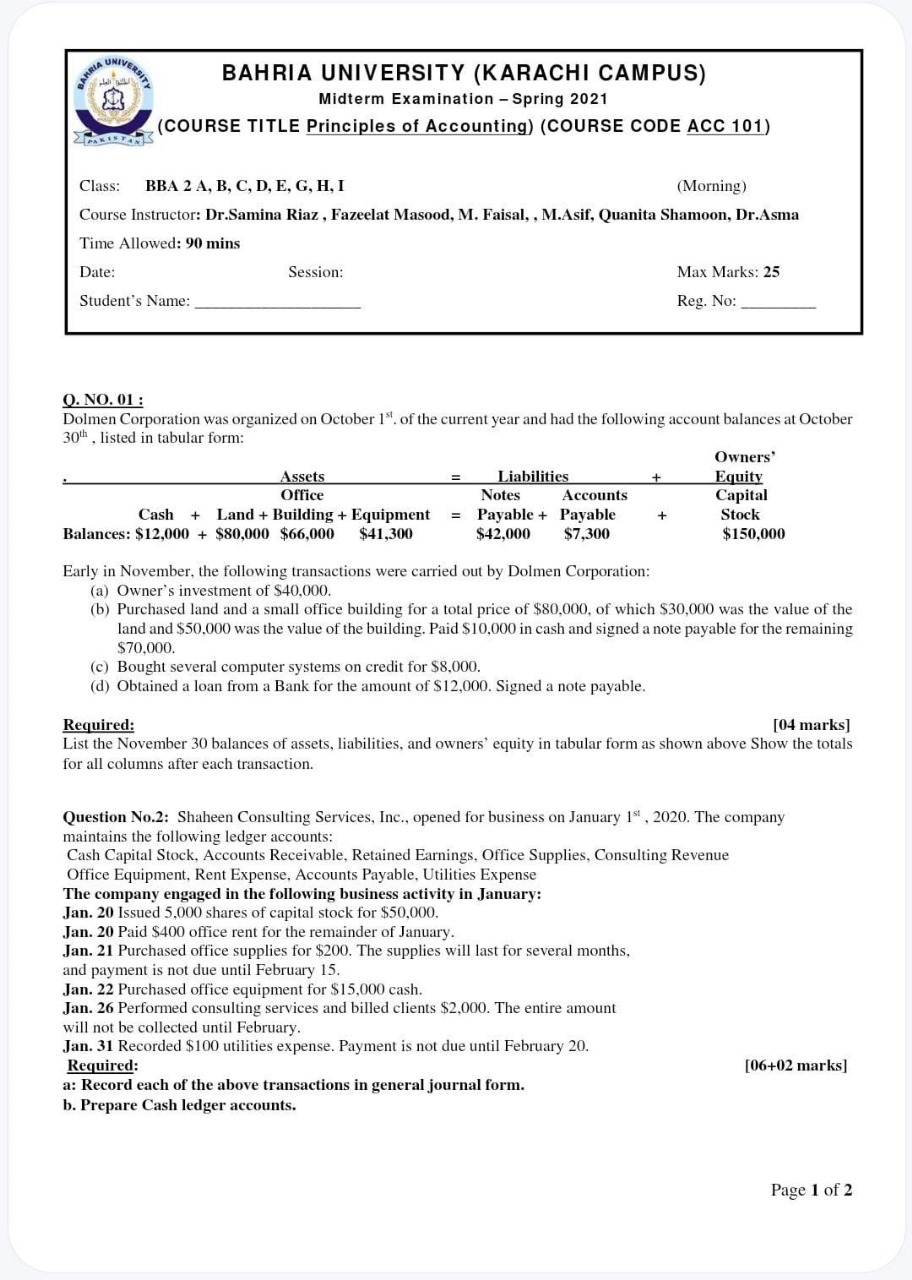 BAHRIA UNIVERSITY
PAKISTAN
BAHRIA UNIVERSITY (KARACHI CAMPUS)
Midterm Examination – Spring 2021
(COURSE TITLE Principles of Accounting) (COURSE CODE ACC 101)
Class: BBA 2 A, B, C, D, E, G, H, I (Morning)
Course Instructor: Dr.Samina Riaz , Fazeelat Masood, M. Faisal, , M.Asif, Quanita Shamoon, Dr.Asma
Time Allowed: 90 mins
Date: Session: Max Marks: 25
Student's Name: ____________________ Reg. No: _________
Q. NO. 01 :
Dolmen Corporation was organized on October 1st. of the current year and had the following account balances at October
30th , listed in tabular form:
Owners'
. Assets = Liabilities + Equity
Office Notes Accounts Capital
Cash + Land + Building + Equipment = Payable + Payable + Stock
Balances: $12,000 + $80,000 $66,000 $41,300 $42,000 $7,300 $150,000
Early in November, the following transactions were carried out by Dolmen Corporation:
(a) Owner's investment of $40,000.
(b) Purchased land and a small office building for a total price of $80,000, of which $30,000 was the value of the
land and $50,000 was the value of the building. Paid $10,000 in cash and signed a note payable for the remaining
$70,000.
(c) Bought several computer systems on credit for $8,000.
(d) Obtained a loan from a Bank for the amount of $12,000. Signed a note payable.
Required: [04 marks]
List the November 30 balances of assets, liabilities, and owners' equity in tabular form as shown above Show the totals
for all columns after each transaction.
Question No.2: Shaheen Consulting Services, Inc., opened for business on January 1st , 2020. The company
maintains the following ledger accounts:
Cash Capital Stock, Accounts Receivable, Retained Earnings, Office Supplies, Consulting Revenue
Office Equipment, Rent Expense, Accounts Payable, Utilities Expense
The company engaged in the following business activity in January:
Jan. 20 Issued 5,000 shares of capital stock for $50,000.
Jan. 20 Paid $400 office rent for the remainder of January.
Jan. 21 Purchased office supplies for $200. The supplies will last for several months,
and payment is not due until February 15.
Jan. 22 Purchased office equipment for $15,000 cash.
Jan. 26 Performed consulting services and billed clients $2,000. The entire amount
will not be collected until February.
Jan. 31 Recorded $100 utilities expense. Payment is not due until February 20.
Required: [06+02 marks]
a: Record each of the above transactions in general journal form.
b. Prepare Cash ledger accounts.
Page 1 of 2